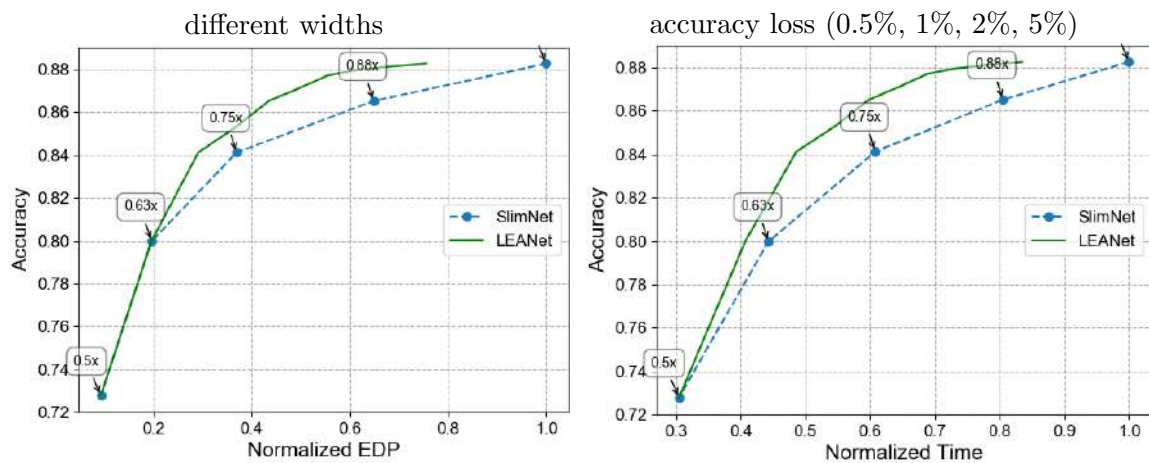 different widths
accuracy loss (0.5%, 1%, 2%, 5%)
0.88
0.86
0.84
0.82
0.80
0.78
0.76
0.74
0.72
Accuracy
0.88x
0.75x
0.63x
0.5x
SlimNet
LEANet
0.2
0.4
0.6
0.8
1.0
Normalized EDP
0.88
0.86
0.84
0.82
0.80
0.78
0.76
0.74
0.72
Accuracy
0.88x
0.75x
0.63x
0.5x
SlimNet
LEANet
0.3
0.4
0.5
0.6
0.7
0.8
0.9
1.0
Normalized Time